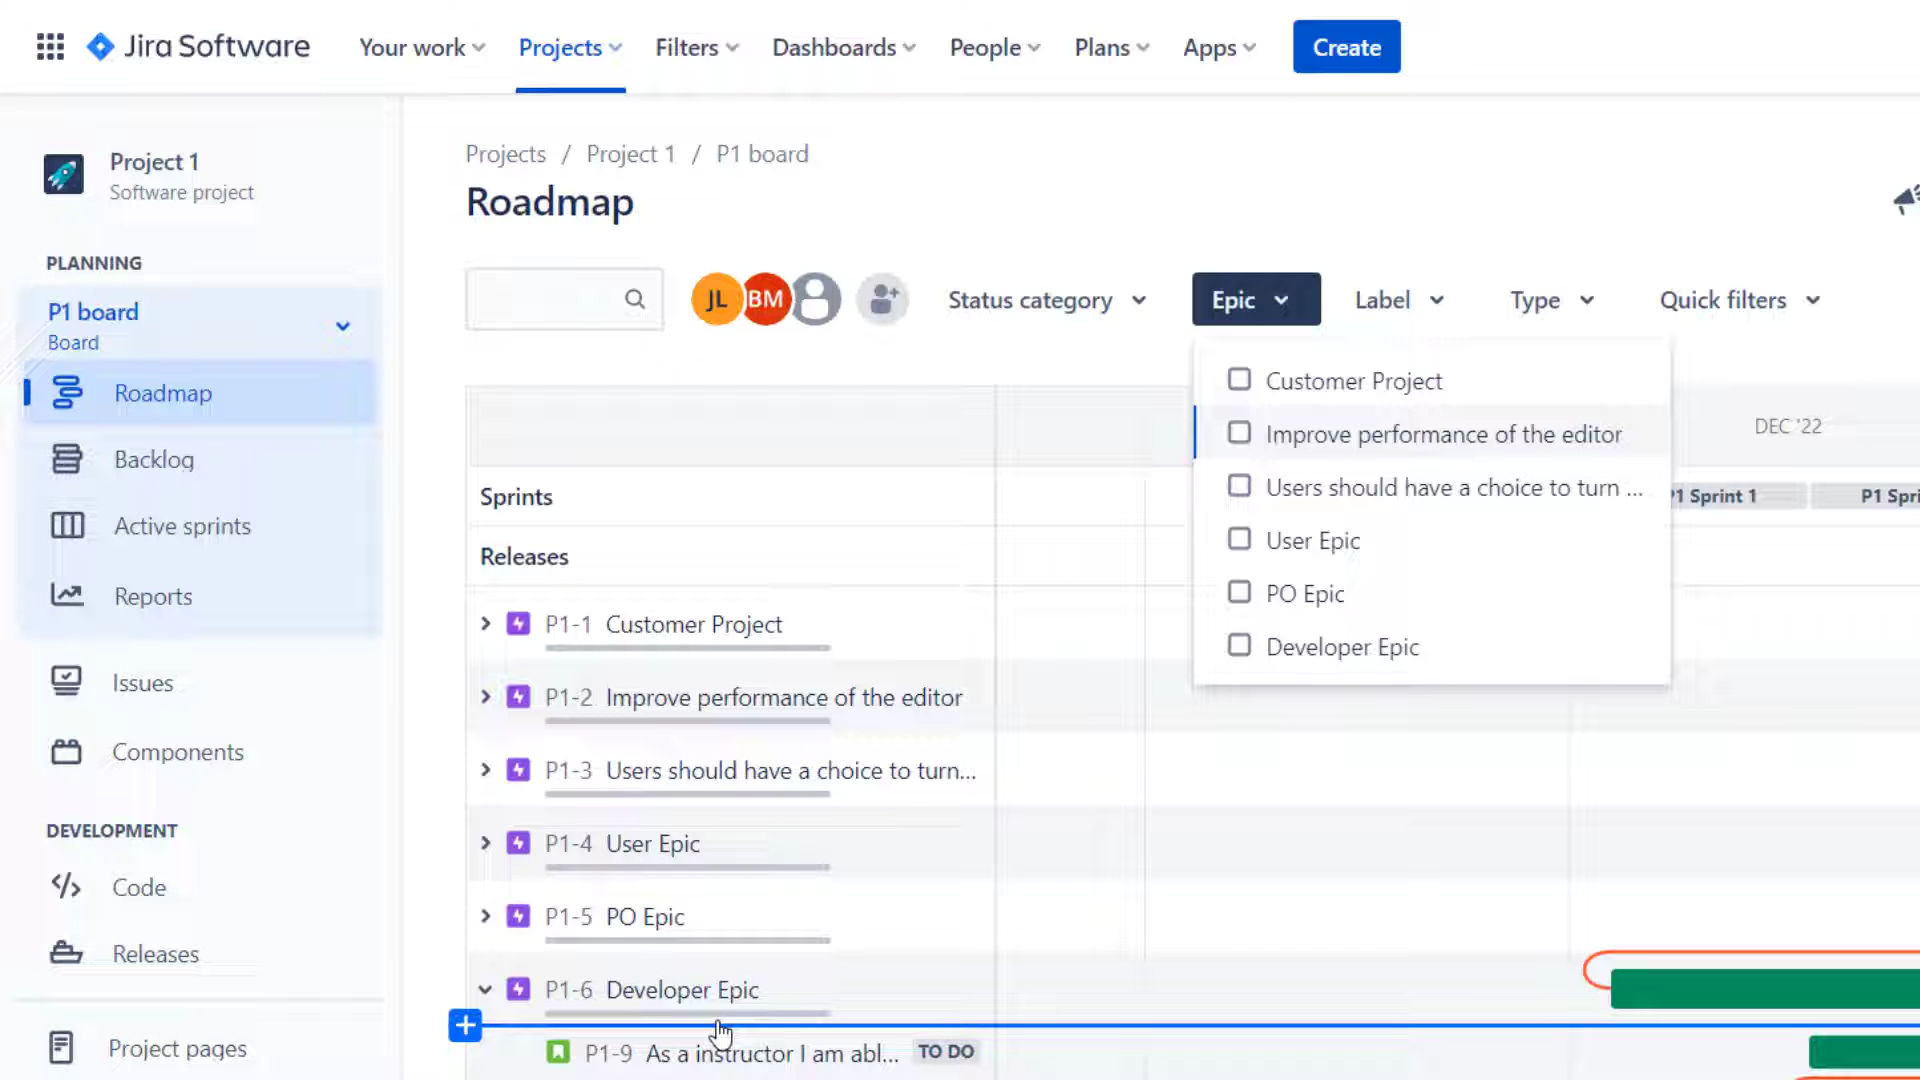 Jira Software Your work Projects Filters Dashboards People Plans Apps Create
Project 1
Software project
PLANNING
P1 board
Board
Roadmap
Backlog
Active sprints
Reports
Issues
Components
DEVELOPMENT
Code
Releases
Project pages
Projects / Project 1 / P1 board
Roadmap
JL BM Status category Epic Label Type Quick filters
Customer Project
Improve performance of the editor
Users should have a choice to turn ...
User Epic
PO Epic
Developer Epic
DEC '22
Sprints
P1 Sprint 1 P1 Spri
Releases
P1-1 Customer Project
P1-2 Improve performance of the editor
P1-3 Users should have a choice to turn...
P1-4 User Epic
P1-5 PO Epic
P1-6 Developer Epic
P1-9 As a instructor I am abl... TO DO